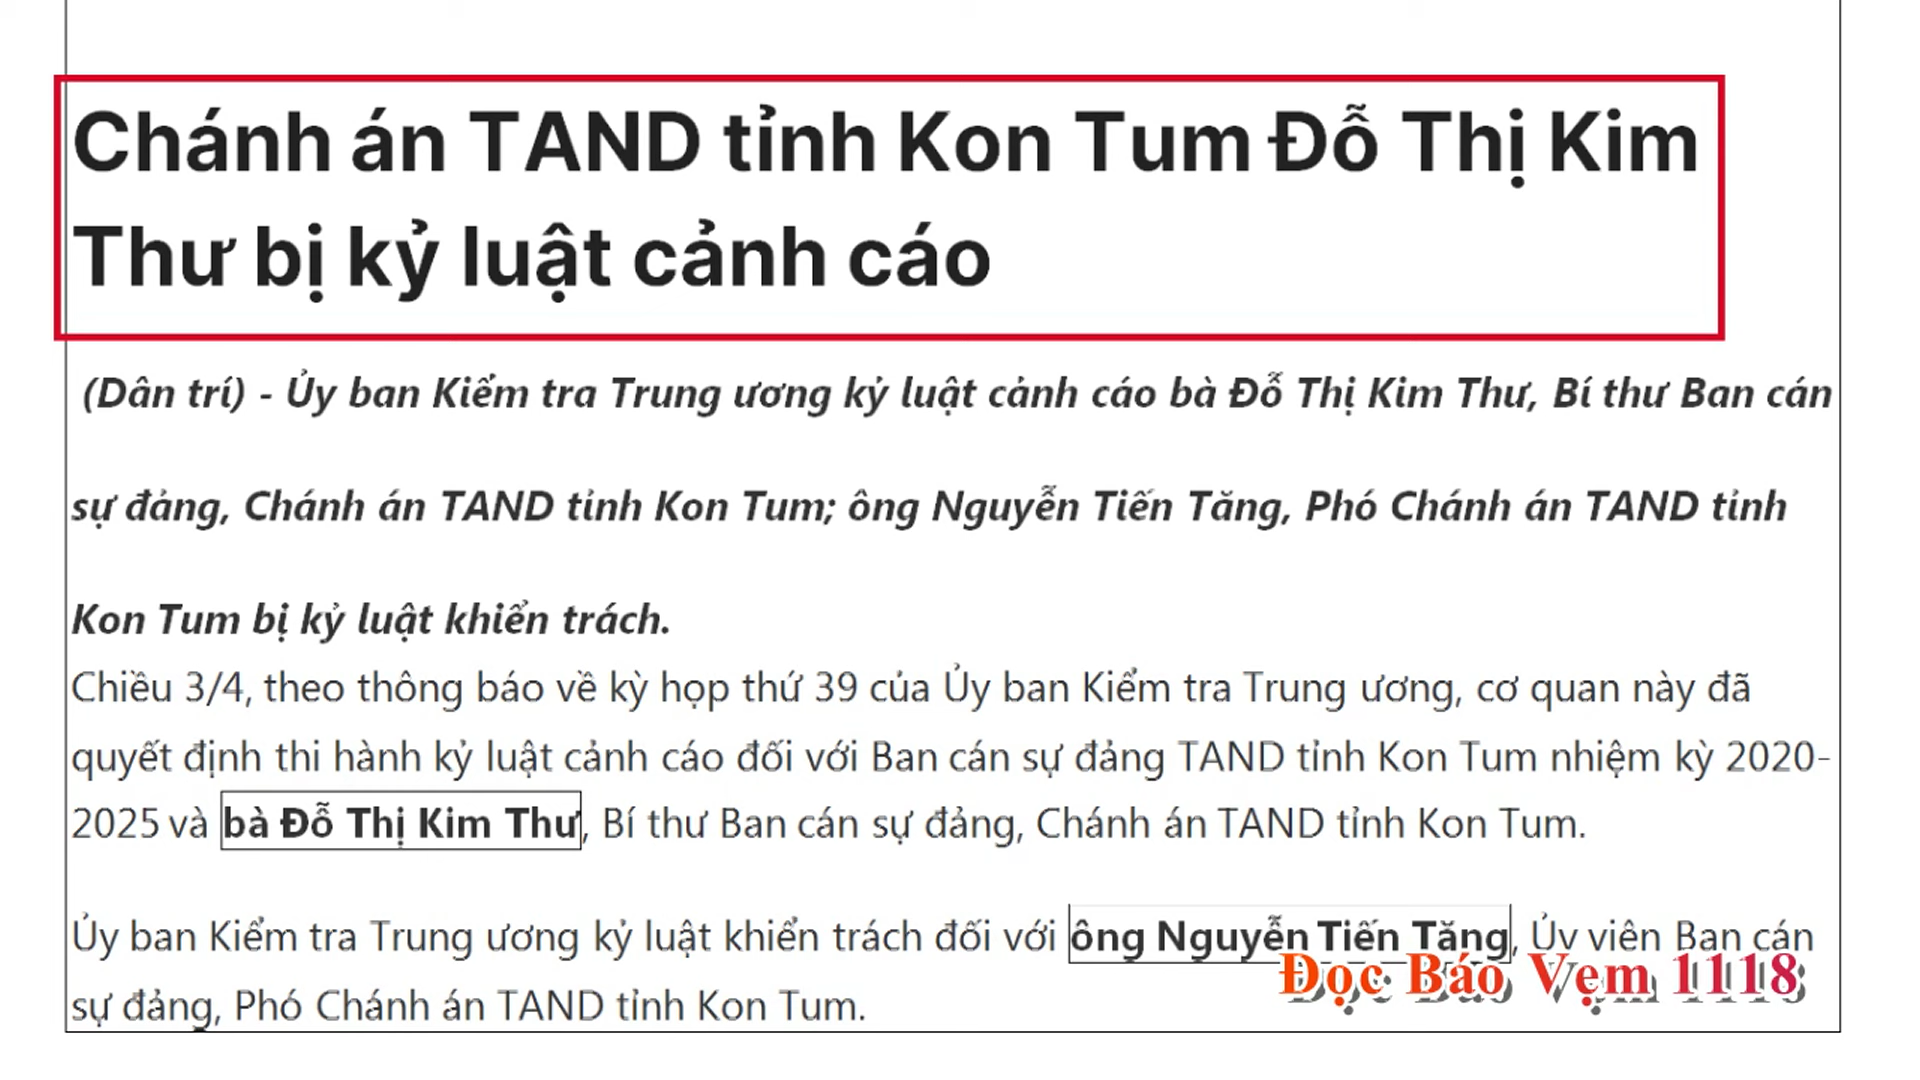 Chánh án TAND tỉnh Kon Tum Đỗ Thị Kim
Thư bị kỷ luật cảnh cáo
(Dân trí) - Ủy ban Kiểm tra Trung ương kỷ luật cảnh cáo bà Đỗ Thị Kim Thư, Bí thư Ban cán
sự đảng, Chánh án TAND tỉnh Kon Tum; ông Nguyễn Tiến Tăng, Phó Chánh án TAND tỉnh
Kon Tum bị kỷ luật khiển trách.
Chiều 3/4, theo thông báo về kỳ họp thứ 39 của Ủy ban Kiểm tra Trung ương, cơ quan này đã
quyết định thi hành kỷ luật cảnh cáo đối với Ban cán sự đảng TAND tỉnh Kon Tum nhiệm kỳ 2020-
2025 và bà Đỗ Thị Kim Thư, Bí thư Ban cán sự đảng, Chánh án TAND tỉnh Kon Tum.
Ủy ban Kiểm tra Trung ương kỷ luật khiển trách đối với ông Nguyễn Tiến Tăng, Ủy viên Ban cán
sự đảng, Phó Chánh án TAND tỉnh Kon Tum.
Đọc Báo Vẹm 1118